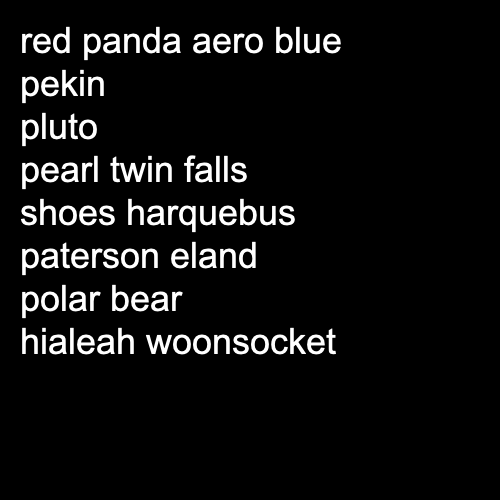 red panda aero blue
pekin
pluto
pearl twin falls
shoes harquebus
paterson eland
polar bear
hialeah woonsocket